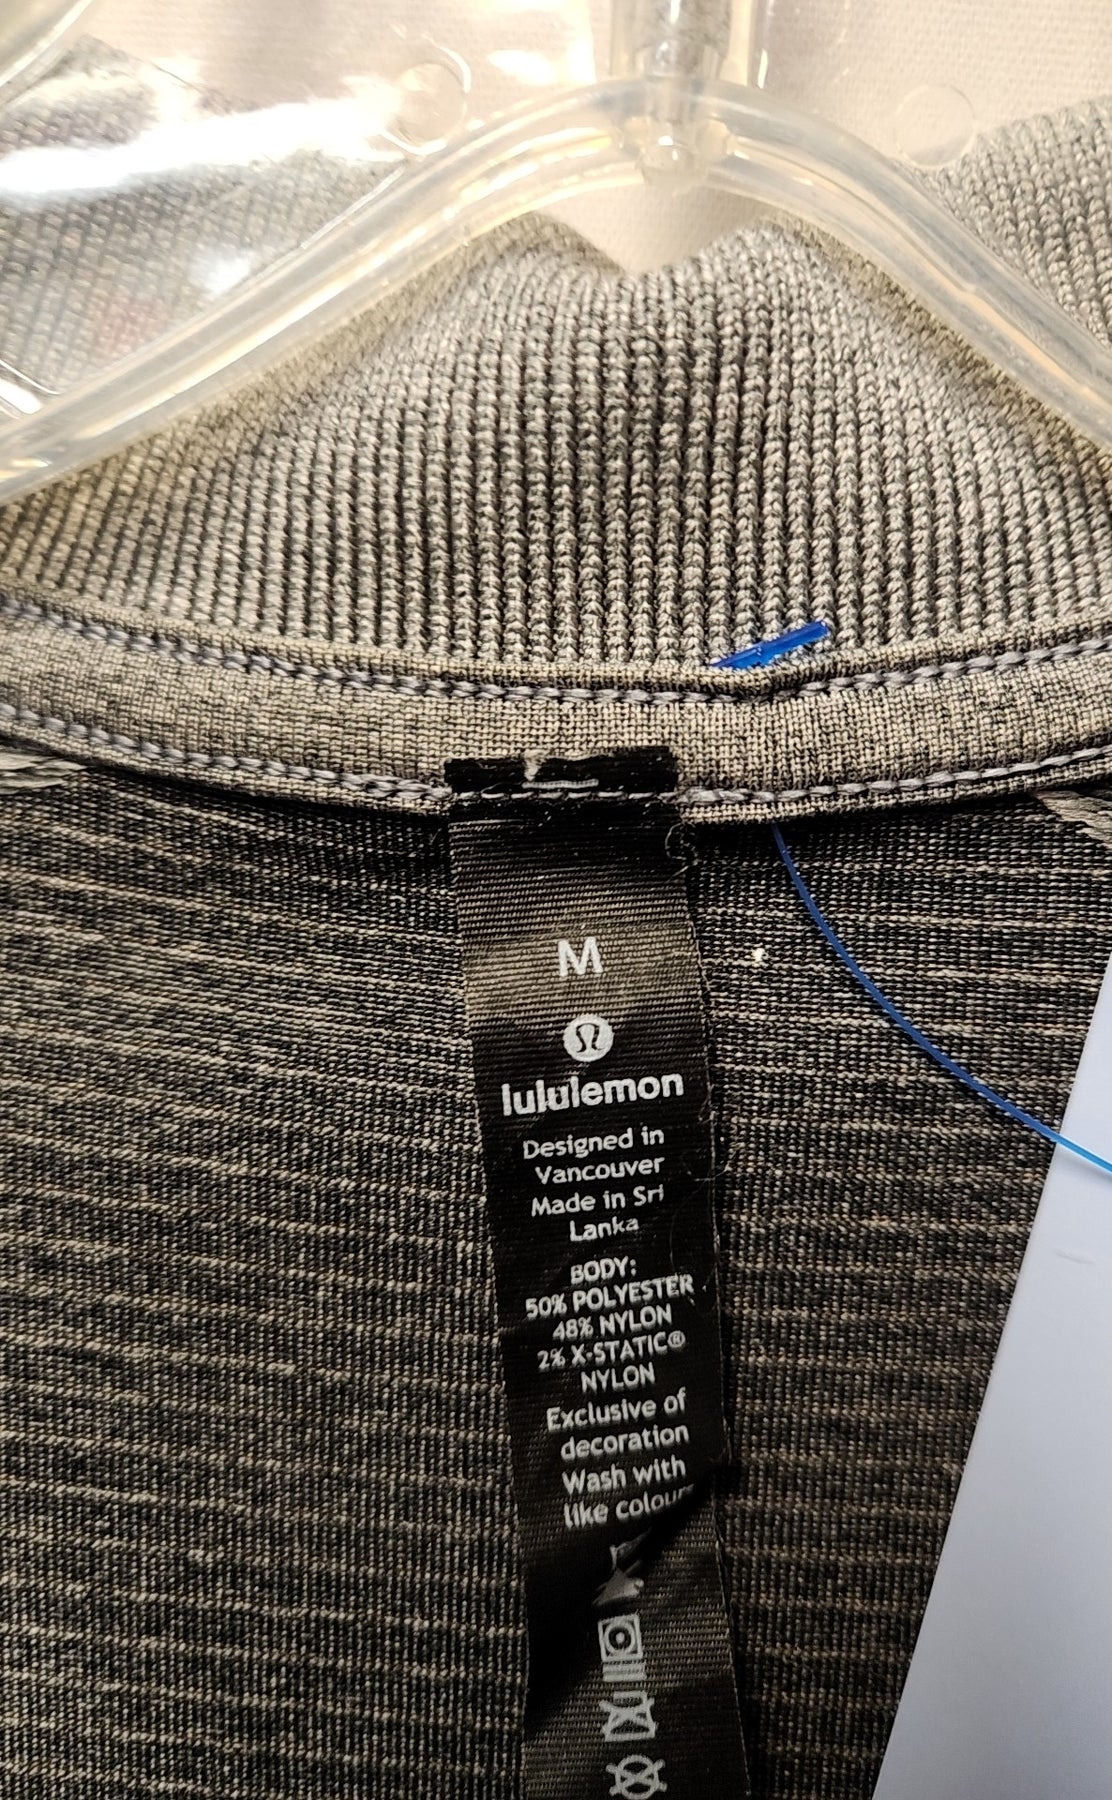 M
lululemon
Designed in
Vancouver
Made in Sri
Lanka
BODY:
50% POLYESTER
48% NYLON
2% X-STATIC®
NYLON
Exclusive of
decoration
Wash with
like colours